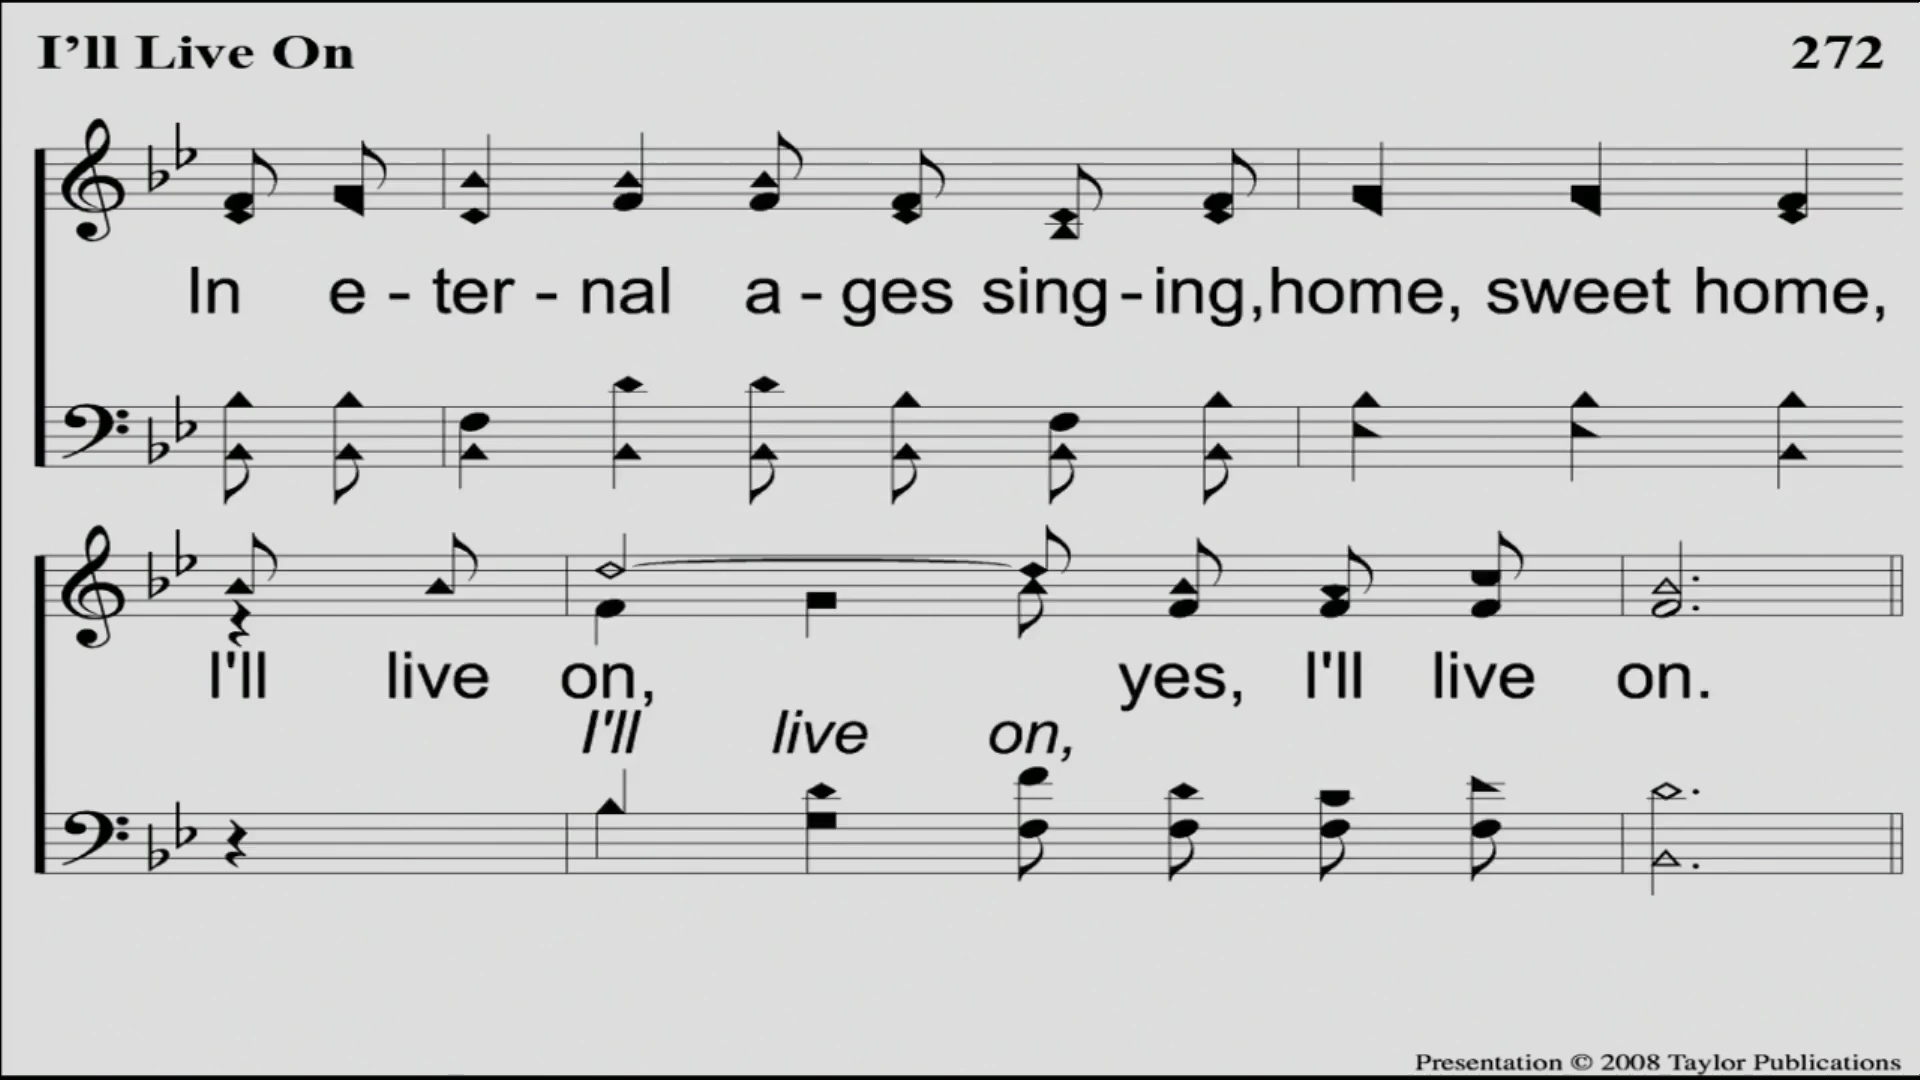 I’ll Live On 272
In e - ter - nal a - ges sing - ing, home, sweet home,
I'll live on, yes, I'll live on.
I'll live on,
Presentation © 2008 Taylor Publications